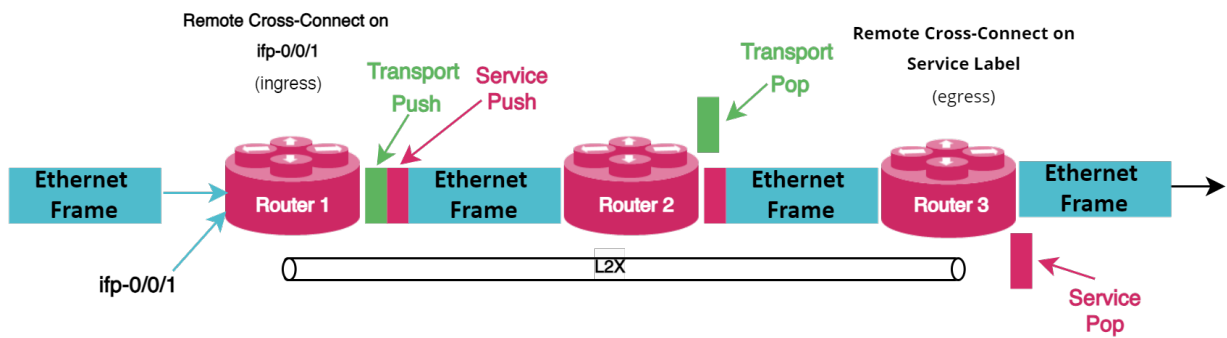 Remote Cross-Connect on
ifp-0/0/1
(ingress)
Transport
Push
Service
Push
Transport
Pop
Remote Cross-Connect on
Service Label
(egress)
Ethernet
Frame
Router 1
Ethernet
Frame
Router 2
Ethernet
Frame
Router 3
Ethernet
Frame
ifp-0/0/1
L2X
Service
Pop